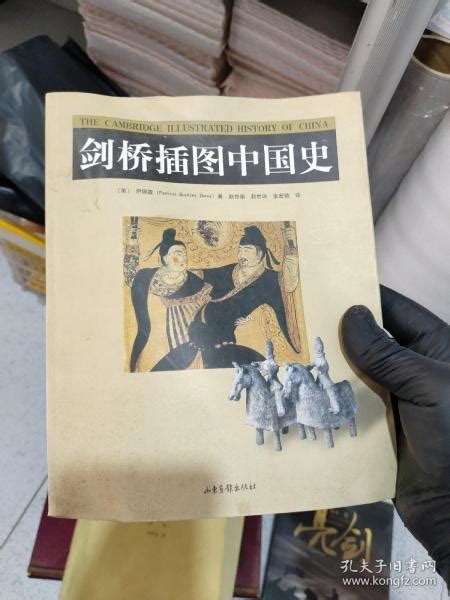 THE CAMBRIDGE ILLUSTRATED HISTORY OF CHINA
剑桥插图中国史
〔美〕伊佩霞 (Patricia Buckley Ebrey) 著 赵世瑜 赵世玲 张宏艳 译
山东画报出版社
亮剑
孔夫子旧书网
www.kongfz.com